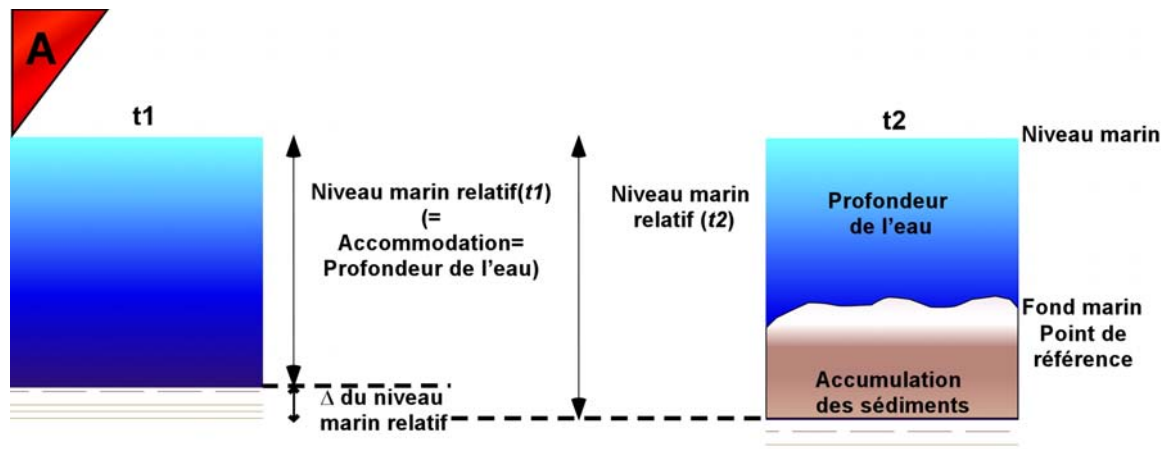 A
t1
Niveau marin relatif(t1)
(=
Accommodation=
Profondeur de l'eau)
Δ du niveau
marin relatif
Niveau marin
relatif (t2)
t2
Niveau marin
Profondeur
de l'eau
Fond marin
Point de
référence
Accumulation
des sédiments